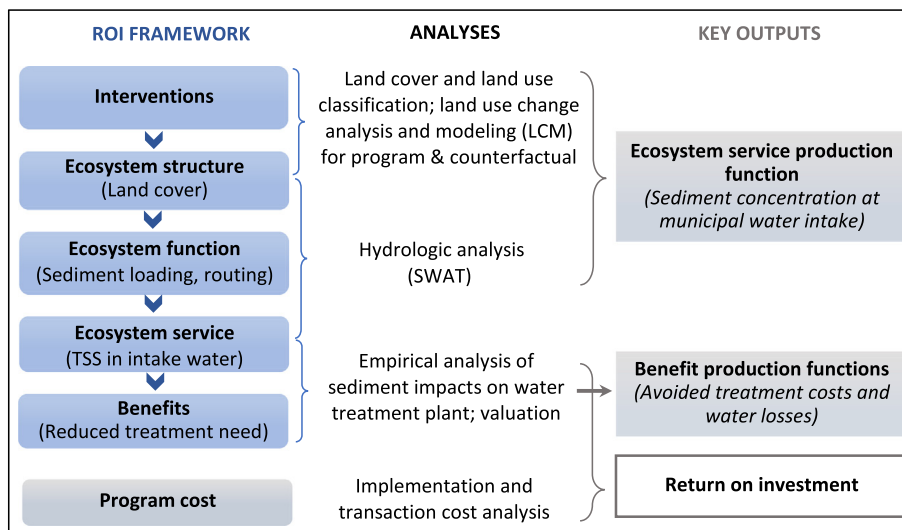 ROI FRAMEWORK
Interventions
Ecosystem structure
(Land cover)
Ecosystem function
(Sediment loading, routing)
Ecosystem service
(TSS in intake water)
Benefits
(Reduced treatment need)
Program cost
ANALYSES
Land cover and land use
classification; land use change
analysis and modeling (LCM)
for program & counterfactual
Hydrologic analysis
(SWAT)
Empirical analysis of
sediment impacts on water
treatment plant; valuation
Implementation and
transaction cost analysis
KEY OUTPUTS
Ecosystem service production
function
(Sediment concentration at
municipal water intake)
Benefit production functions
(Avoided treatment costs and
water losses)
Return on investment